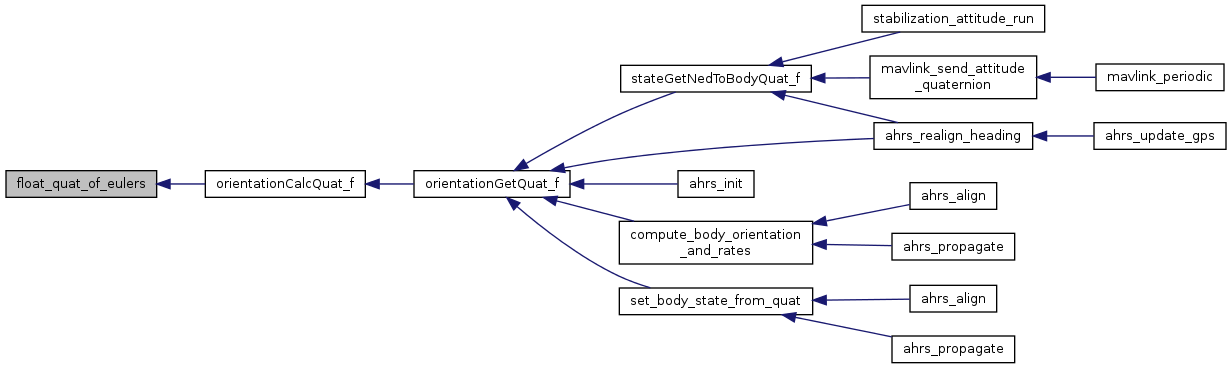 stabilization_attitude_run
stateGetNedToBodyQuat_f
mavlink_send_attitude
_quaternion
mavlink_periodic
ahrs_realign_heading
ahrs_update_gps
float_quat_of_eulers
orientationCalcQuat_f
orientationGetQuat_f
ahrs_init
ahrs_align
compute_body_orientation
_and_rates
ahrs_propagate
set_body_state_from_quat
ahrs_align
ahrs_propagate